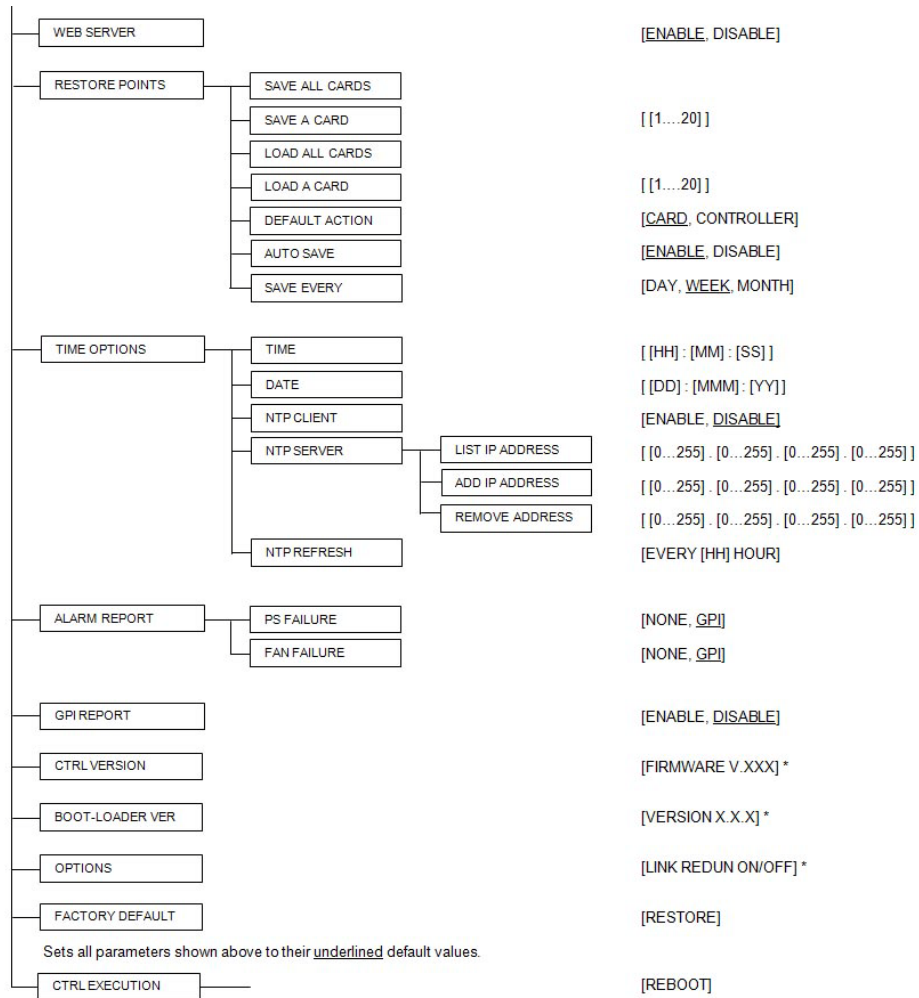 WEB SERVER [ENABLE, DISABLE]
RESTORE POINTS SAVE ALL CARDS
SAVE A CARD [ [1....20] ]
LOAD ALL CARDS
LOAD A CARD [ [1....20] ]
DEFAULT ACTION [CARD, CONTROLLER]
AUTO SAVE [ENABLE, DISABLE]
SAVE EVERY [DAY, WEEK, MONTH]
TIME OPTIONS TIME [ [HH] : [MM] : [SS] ]
DATE [ [DD] : [MMM] : [YY] ]
NTP CLIENT [ENABLE, DISABLE]
NTP SERVER LIST IP ADDRESS [ [0...255] . [0...255] . [0...255] . [0...255] ]
ADD IP ADDRESS [ [0...255] . [0...255] . [0...255] . [0...255] ]
REMOVE ADDRESS [ [0...255] . [0...255] . [0...255] . [0...255] ]
NTP REFRESH [EVERY [HH] HOUR]
ALARM REPORT PS FAILURE [NONE, GPI]
FAN FAILURE [NONE, GPI]
GPI REPORT [ENABLE, DISABLE]
CTRL VERSION [FIRMWARE V.XXX] *
BOOT-LOADER VER [VERSION X.X.X] *
OPTIONS [LINK REDUN ON/OFF] *
FACTORY DEFAULT [RESTORE]
Sets all parameters shown above to their underlined default values.
CTRL EXECUTION [REBOOT]